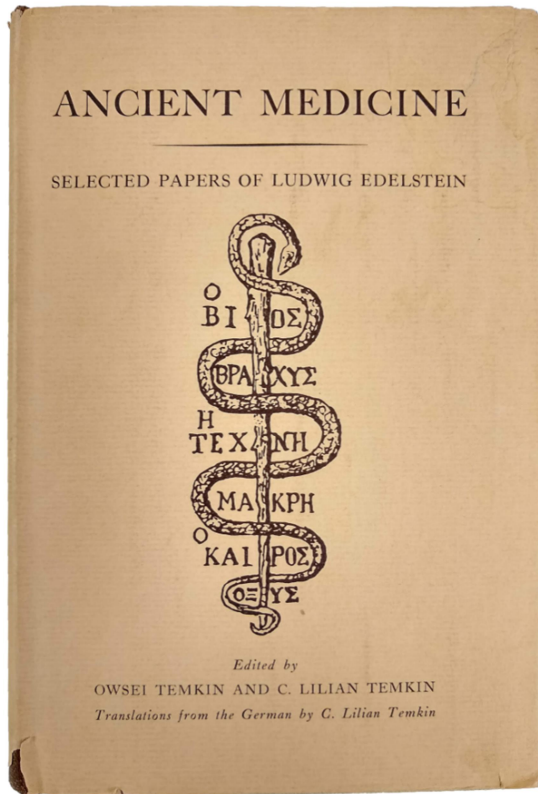 ANCIENT MEDICINE
SELECTED PAPERS OF LUDWIG EDELSTEIN
Ο
ΒΙΟΣ
ΒΡΑΧΥΣ
Η
ΤΕΧΝΗ
ΜΑΚΡΗ
Ο
ΚΑΙΡΟΣ
ΟΞΥΣ
Edited by
OWSEI TEMKIN AND C. LILIAN TEMKIN
Translations from the German by C. Lilian Temkin